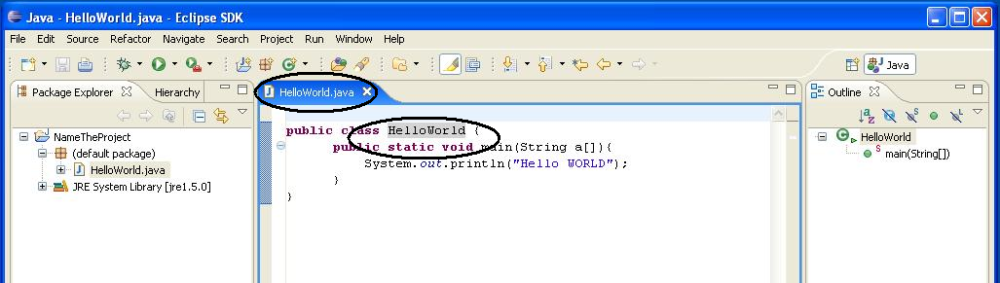 Java - HelloWorld.java - Eclipse SDK
File Edit Source Refactor Navigate Search Project Run Window Help
Java
Package Explorer Hierarchy
NameTheProject
(default package)
HelloWorld.java
JRE System Library [jre1.5.0]
HelloWorld.java
public class HelloWorld {
public static void main(String a[]){
System.out.println("Hello WORLD");
}
}
Outline
HelloWorld
main(String[])